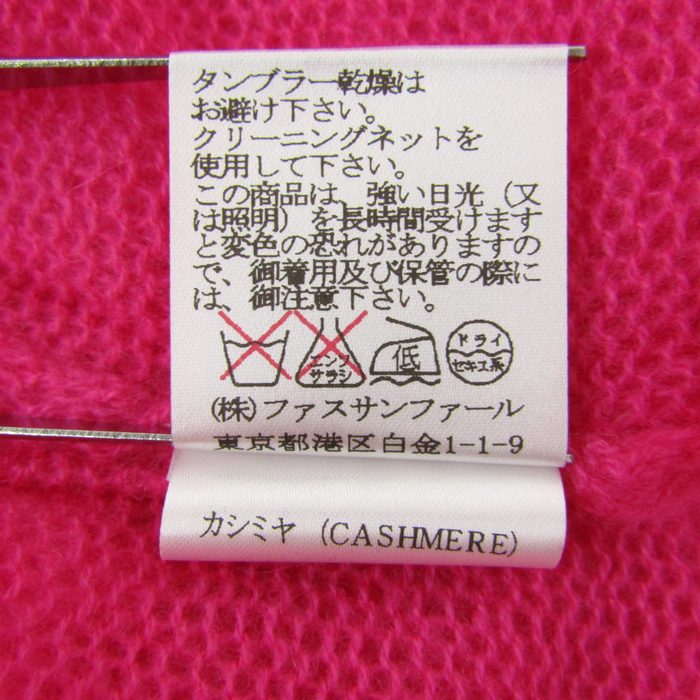 タンブラー乾燥は
お避け下さい。
クリーニングネットを
使用して下さい。
この商品は、強い日光（又
は照明）を長時間受けます
と変色の恐れがありますの
で、御着用及び保管の際に
は、御注意下さい。
エンソ
サラシ
低
ドライ
セキユ系
(株)ファスサンファール
東京都港区白金1-1-9
カシミヤ (CASHMERE)